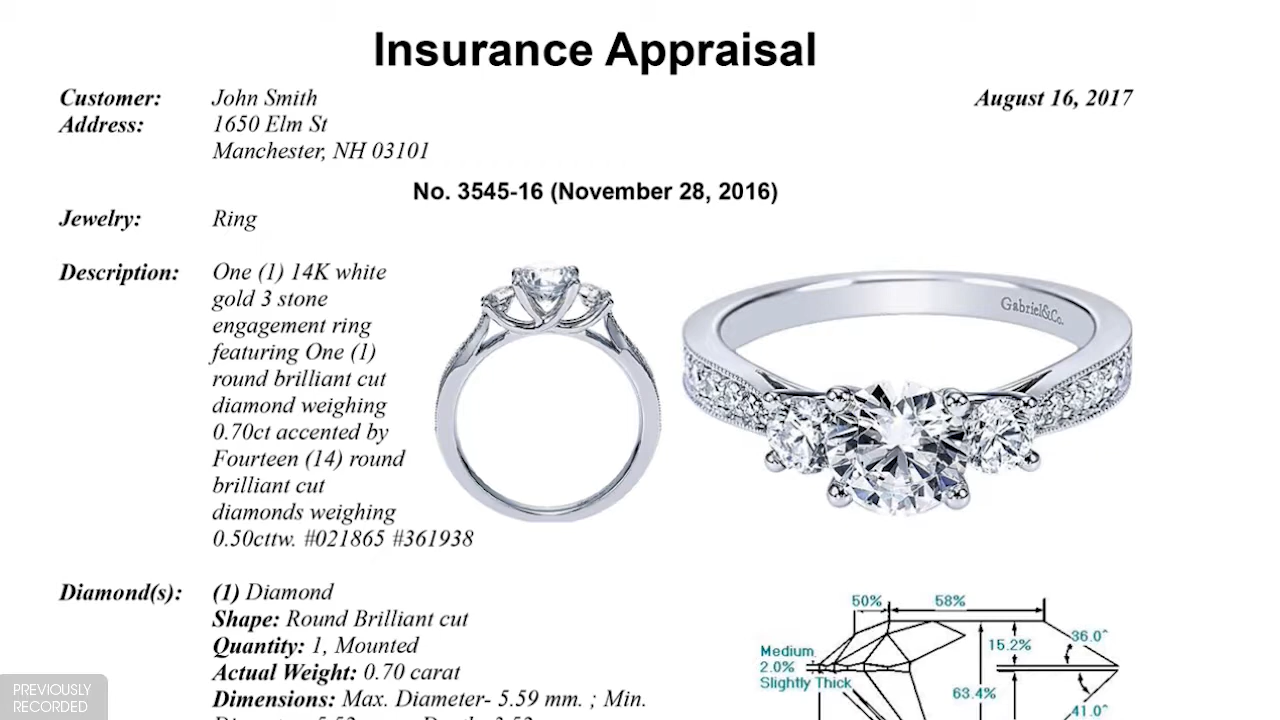 Insurance Appraisal
Customer: John Smith August 16, 2017
Address: 1650 Elm St
Manchester, NH 03101
No. 3545-16 (November 28, 2016)
Jewelry: Ring
Description: One (1) 14K white
gold 3 stone
engagement ring
featuring One (1)
round brilliant cut
diamond weighing
0.70ct accented by
Fourteen (14) round
brilliant cut
diamonds weighing
0.50cttw. #021865 #361938
Gabriel&Co.
Diamond(s): (1) Diamond
Shape: Round Brilliant cut
Quantity: 1, Mounted
Actual Weight: 0.70 carat
Dimensions: Max. Diameter- 5.59 mm. ; Min.
50% 58%
36.0°
15.2%
Medium
2.0%
Slightly Thick
63.4%
41.0°
PREVIOUSLY
RECORDED